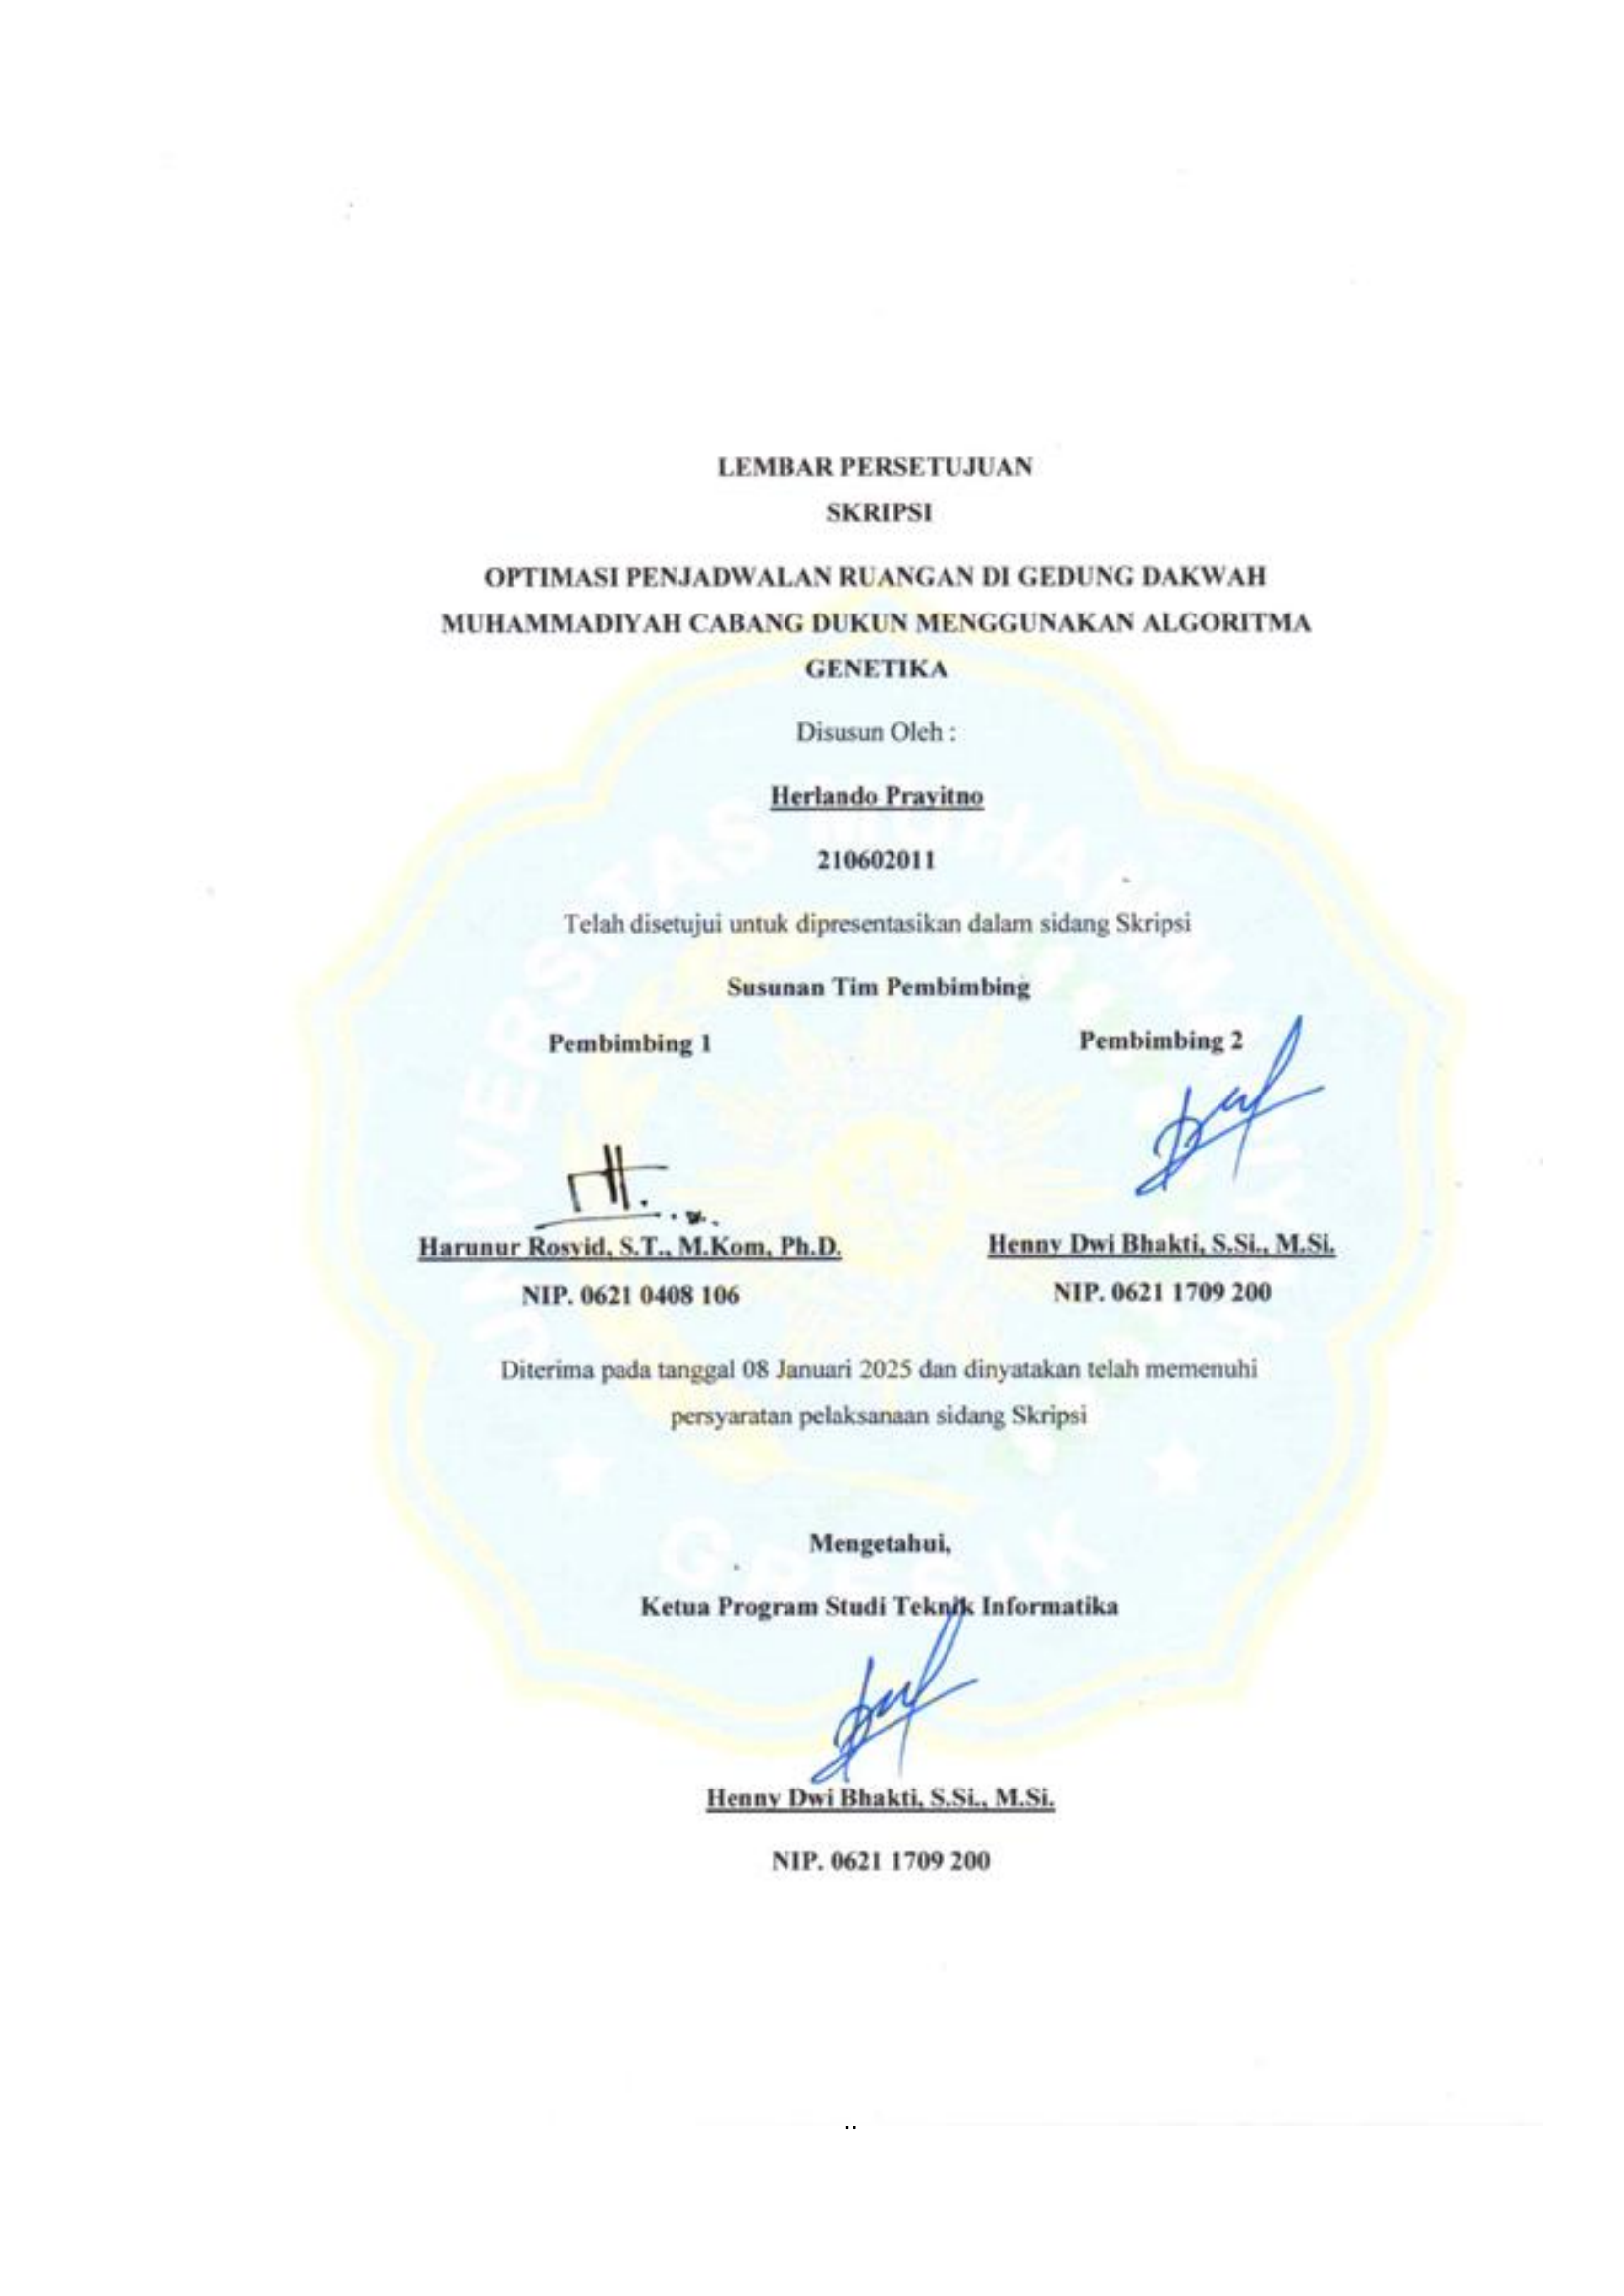 LEMBAR PERSETUJUAN
SKRIPSI
OPTIMASI PENJADWALAN RUANGAN DI GEDUNG DAKWAH
MUHAMMADIYAH CABANG DUKUN MENGGUNAKAN ALGORITMA
GENETIKA
Disusun Oleh :
Herlando Prayitno
210602011
Telah disetujui untuk dipresentasikan dalam sidang Skripsi
Susunan Tim Pembimbing
Pembimbing 1
Pembimbing 2
Harunur Rosyid, S.T., M.Kom, Ph.D.
Henny Dwi Bhakti, S.Si., M.Si.
NIP. 0621 0408 106
NIP. 0621 1709 200
Diterima pada tanggal 08 Januari 2025 dan dinyatakan telah memenuhi
persyaratan pelaksanaan sidang Skripsi
Mengetahui,
Ketua Program Studi Teknik Informatika
Henny Dwi Bhakti, S.Si., M.Si.
NIP. 0621 1709 200
UNIVERSITAS MUHAMMADIYAH
GRESIK